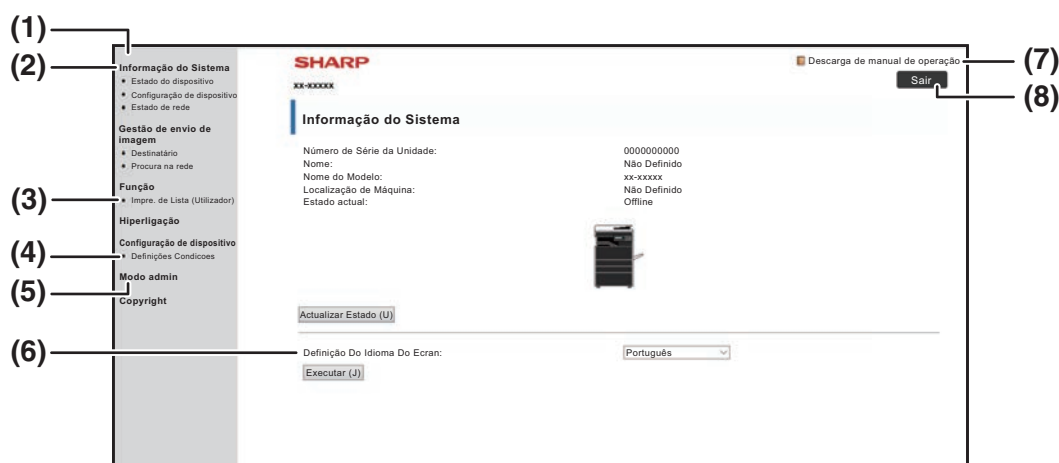 (1)
(2)
(3)
(4)
(5)
(6)
(7)
(8)
Informação do Sistema
Estado do dispositivo
Configuração de dispositivo
Estado de rede
Gestão de envio de
imagem
Destinatário
Procura na rede
Função
Impre. de Lista (Utilizador)
Hiperligação
Configuração de dispositivo
Definições Condicoes
Modo admin
Copyright
SHARP
xx-xxxxx
Descarga de manual de operação
Sair
Informação do Sistema
Número de Série da Unidade: 0000000000
Nome: Não Definido
Nome do Modelo: xx-xxxxx
Localização de Máquina: Não Definido
Estado actual: Offline
Actualizar Estado (U)
Definição Do Idioma Do Ecran: Português
Executar (J)